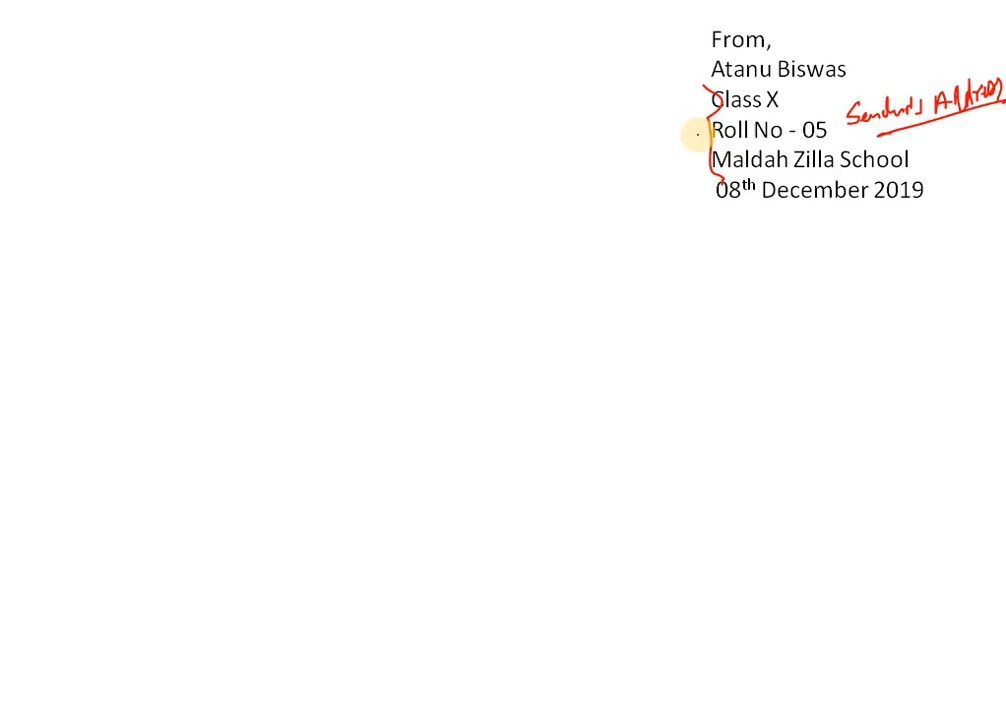 From,
Atanu Biswas
Class X
Sender's Address
Roll No - 05
Maldah Zilla School
08th December 2019